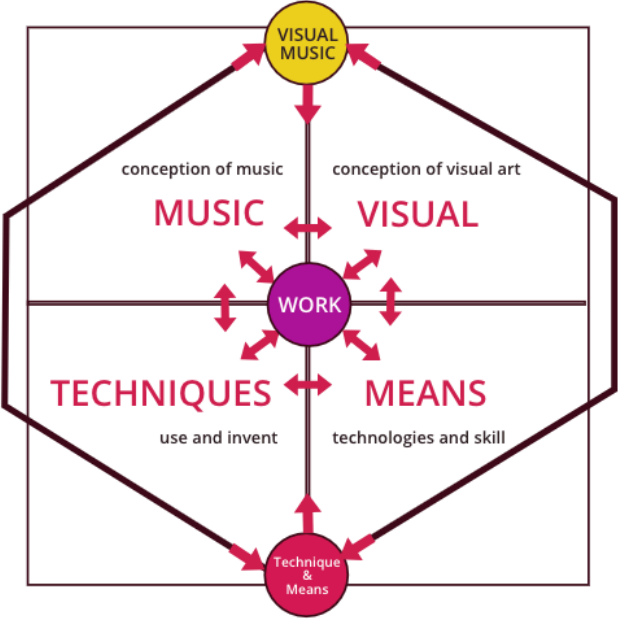 VISUAL
MUSIC
conception of music
conception of visual art
MUSIC
VISUAL
WORK
TECHNIQUES
MEANS
use and invent
technologies and skill
Technique
&
Means